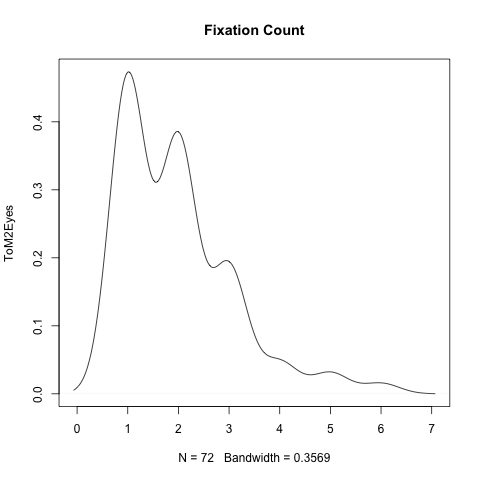 Fixation Count
ToM2Eyes
0.4
0.3
0.2
0.1
0.0
0 1 2 3 4 5 6 7
N = 72 Bandwidth = 0.3569